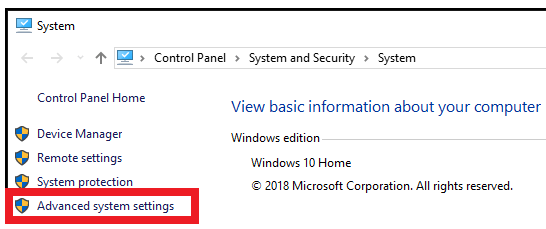 System
Control Panel > System and Security > System
Control Panel Home
Device Manager
Remote settings
System protection
Advanced system settings
View basic information about your computer
Windows edition
Windows 10 Home
© 2018 Microsoft Corporation. All rights reserved.